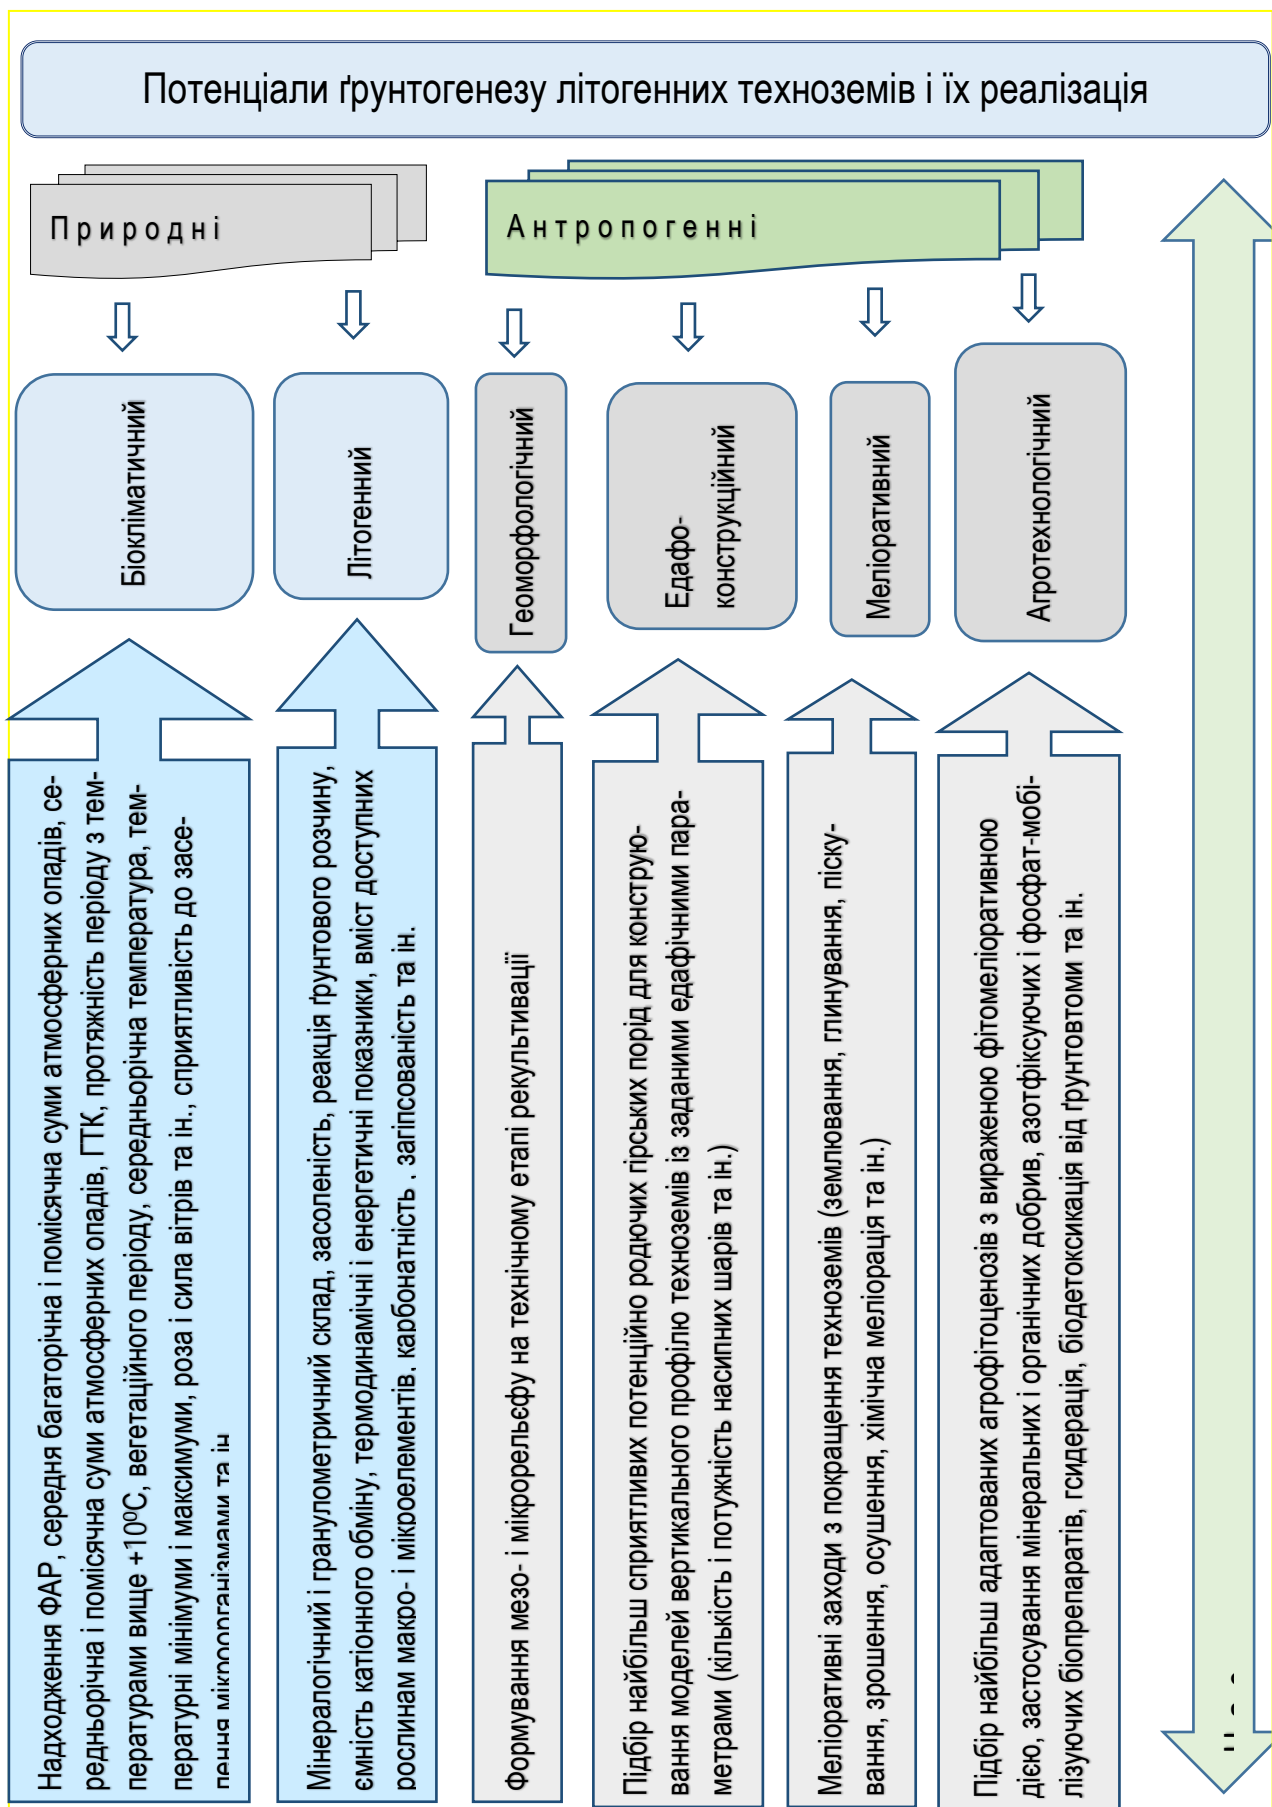 Потенціали ґрунтогенезу літогенних техноземів і їх реалізація
Природні
Антропогенні
Біокліматичний
Літогенний
Геоморфологічний
Едафо-
конструкційний
Меліоративний
Агротехнологічний
Надходження ФАР, середня багаторічна і помісячна суми атмосферних опадів, се-
редньорічна і помісячна суми атмосферних опадів, ГТК, протяжність періоду з тем-
пературами вище +10ºС, вегетаційного періоду, середньорічна температура, тем-
пературні мінімуми і максимуми, роза і сила вітрів та ін., сприятливість до засе-
лення мікроорганізмами та ін
Мінералогічний і гранулометричний склад, засоленість, реакція ґрунтового розчину,
ємність катіонного обміну, термодинамічні і енергетичні показники, вміст доступних
рослинам макро- і мікроелементів, карбонатність , загіпсованість та ін.
Формування мезо- і мікрорельєфу на технічному етапі рекультивації
Підбір найбільш сприятливих потенційно родючих гірських порід для конструю-
вання моделей вертикального профілю техноземів із заданими едафічними пара-
метрами (кількість і потужність насипних шарів та ін.)
Меліоративні заходи з покращення техноземів (землювання, глинування, піску-
вання, зрошення, осушення, хімічна меліорація та ін.)
Підбір найбільш адаптованих агрофітоценозів з вираженою фітомеліоративною
дією, застосування мінеральних і органічних добрив, азотфіксуючих і фосфат-мобі-
лізуючих біопрепаратів, гсидерація, біодетоксикація від ґрунтовтоми та ін.